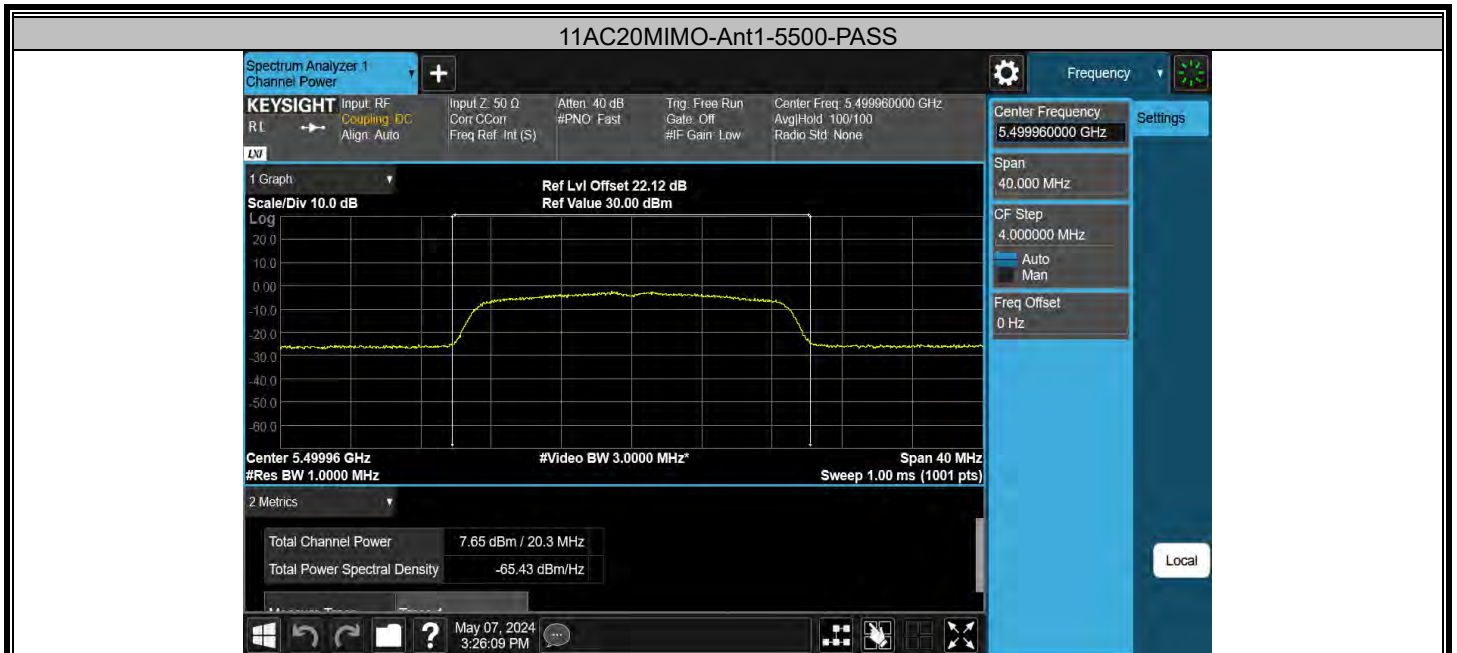 11AC20MIMO-Ant1-5500-PASS
Spectrum Analyzer 1
Channel Power
Frequency
KEYSIGHT
R L
LXI
Input: RF
Coupling: DC
Align: Auto
Input Z: 50 Ω
Corr CCorr
Freq Ref: Int (S)
Atten: 40 dB
#PNO: Fast
Trig: Free Run
Gate: Off
#IF Gain: Low
Center Freq: 5.499960000 GHz
Avg|Hold: 100/100
Radio Std: None
Center Frequency
5.499960000 GHz
Settings
Span
40.000 MHz
CF Step
4.000000 MHz
Auto
Man
Freq Offset
0 Hz
1 Graph
Scale/Div 10.0 dB
Ref Lvl Offset 22.12 dB
Ref Value 30.00 dBm
Log
20.0
10.0
0.00
-10.0
-20.0
-30.0
-40.0
-50.0
-60.0
Center 5.49996 GHz
#Video BW 3.0000 MHz*
Span 40 MHz
#Res BW 1.0000 MHz
Sweep 1.00 ms (1001 pts)
2 Metrics
Total Channel Power 7.65 dBm / 20.3 MHz
Total Power Spectral Density -65.43 dBm/Hz
Local
May 07, 2024
3:26:09 PM